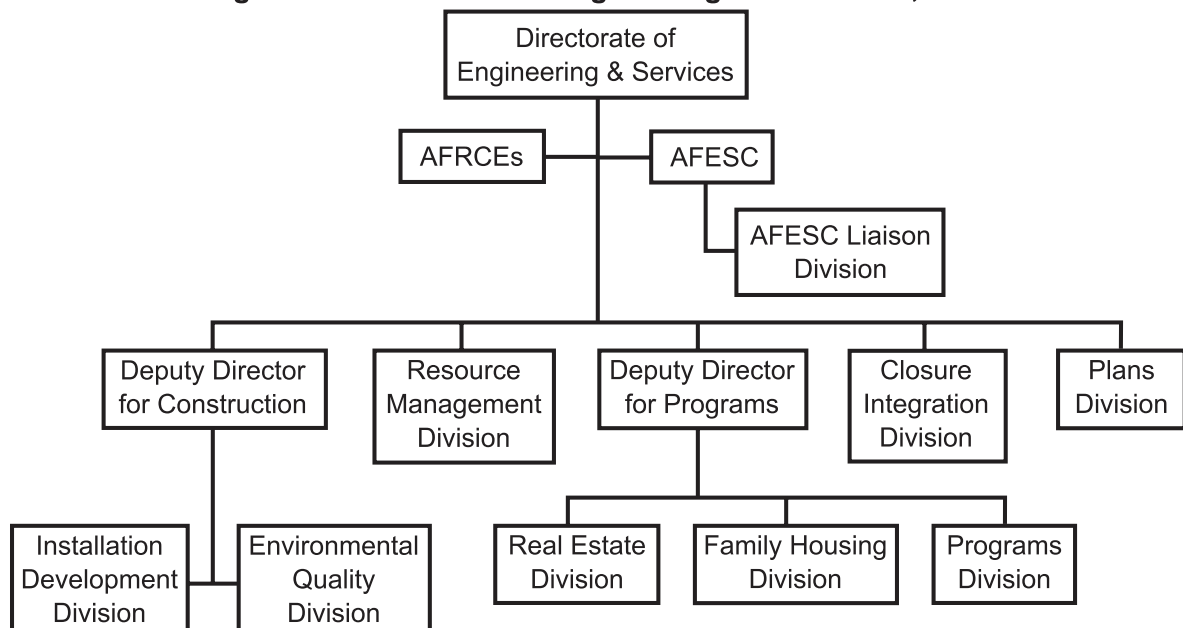 Directorate of
Engineering & Services
AFRCEs
AFESC
AFESC Liaison
Division
Deputy Director
for Construction
Resource
Management
Division
Deputy Director
for Programs
Closure
Integration
Division
Plans
Division
Installation
Development
Division
Environmental
Quality
Division
Real Estate
Division
Family Housing
Division
Programs
Division